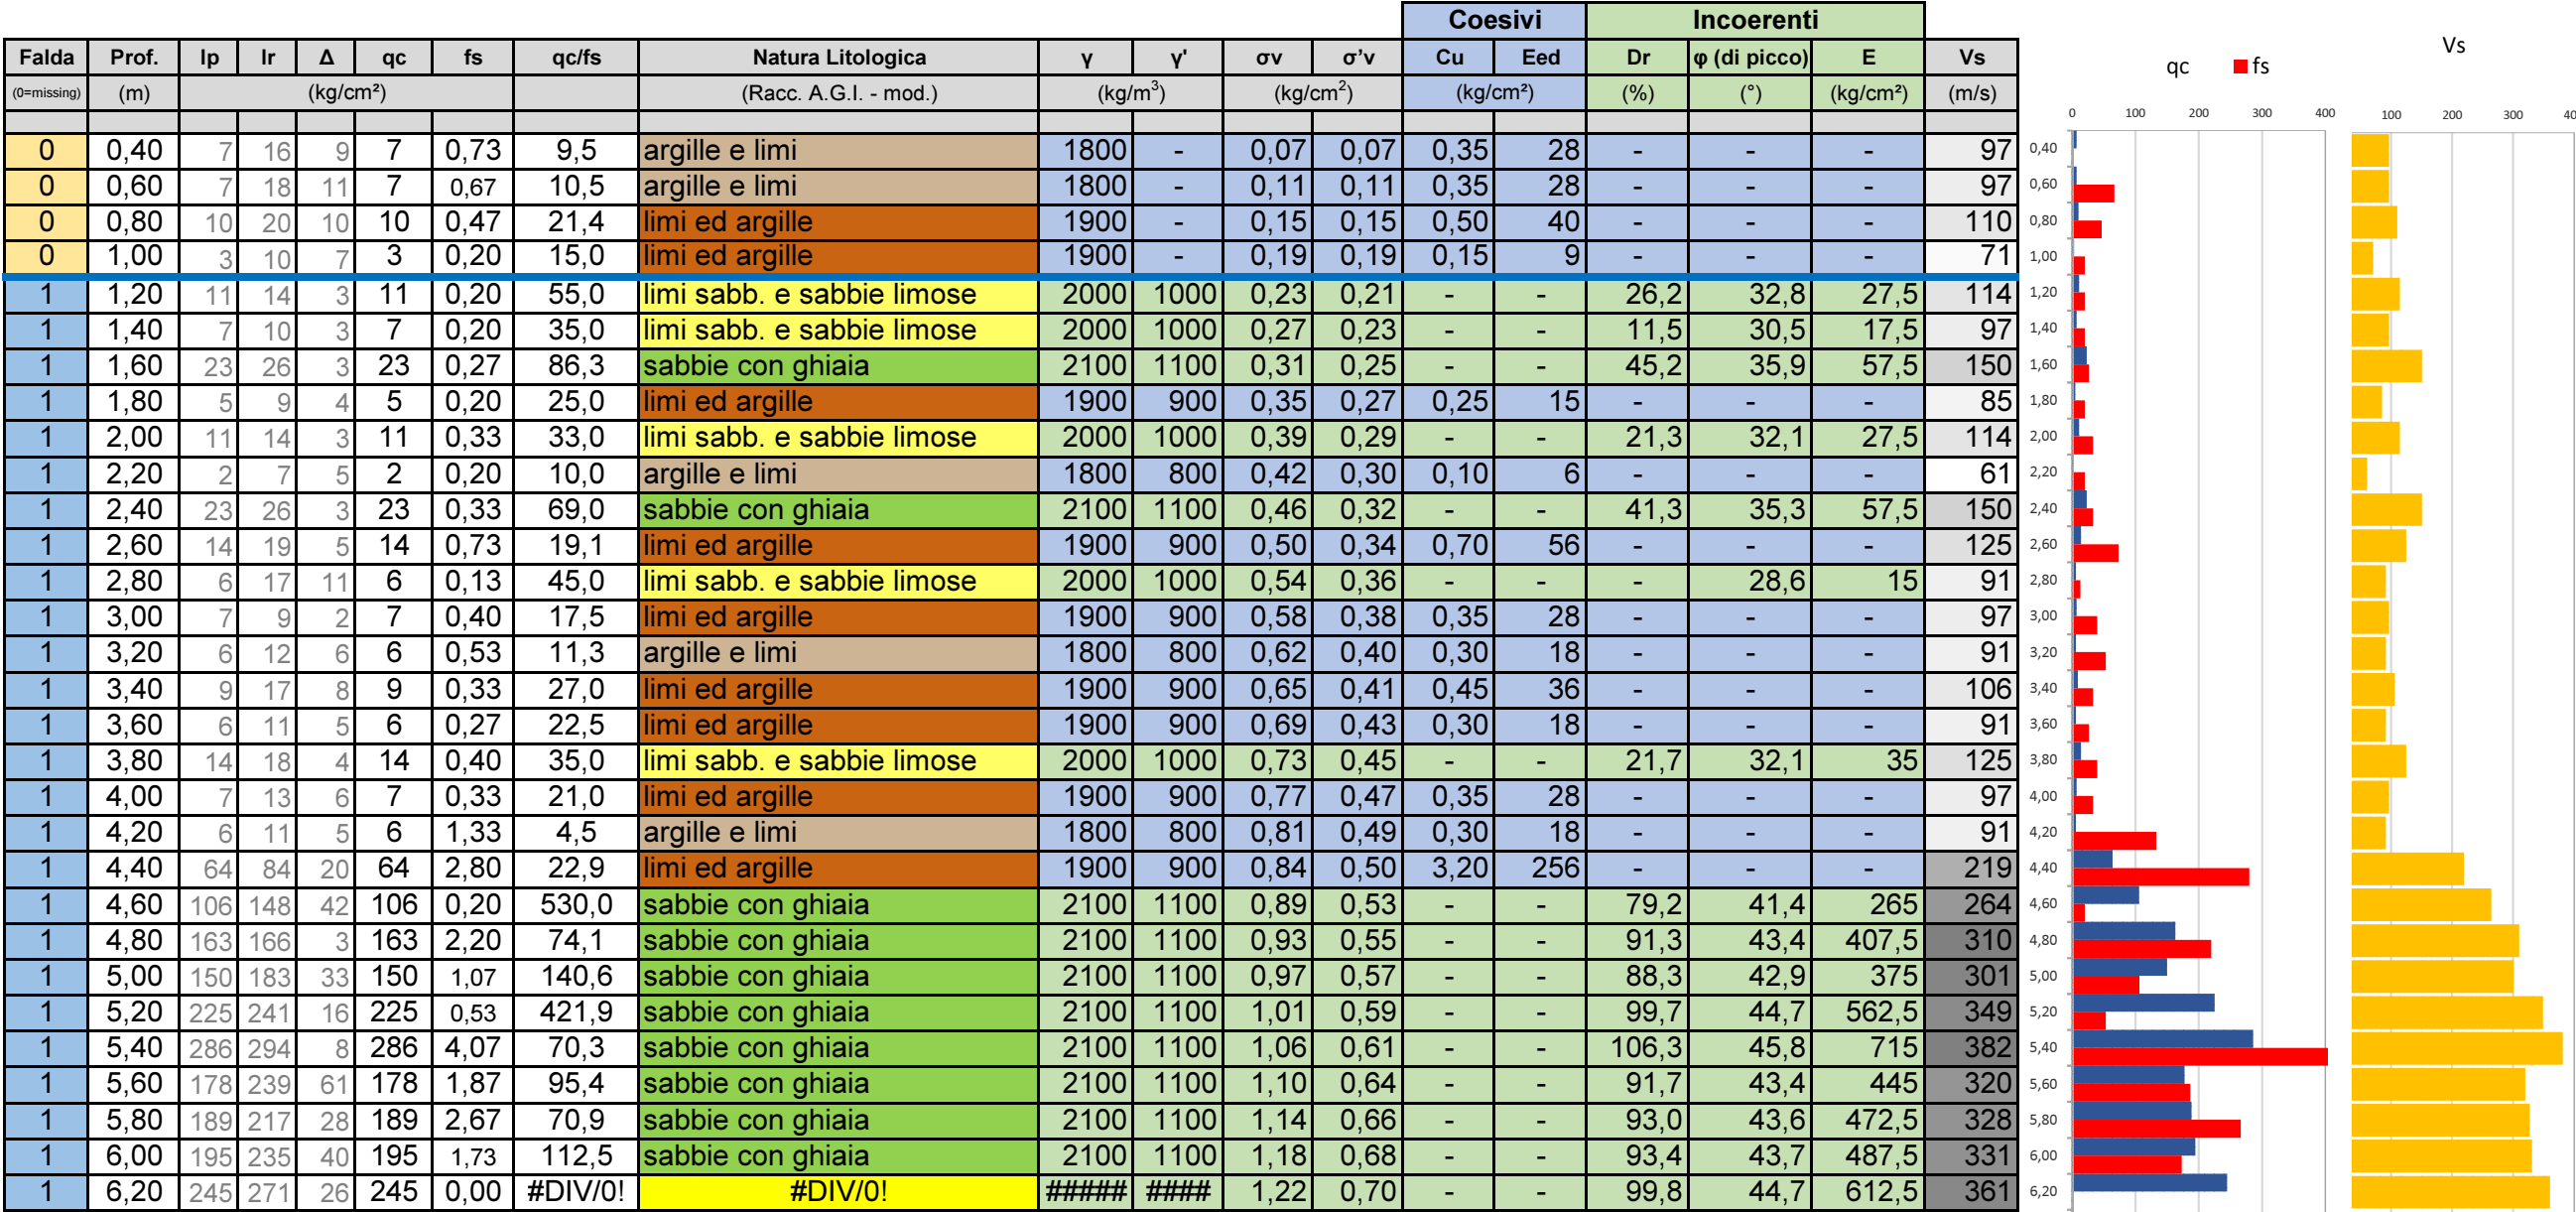 Coesivi Incoerenti
Falda Prof. Ip Ir Δ qc fs qc/fs Natura Litologica γ γ' σv σ'v Cu Eed Dr φ (di picco) E Vs
(0=missing) (m) (kg/cm²) (Racc. A.G.I. - mod.) (kg/m³) (kg/cm²) (kg/cm²) (%) (°) (kg/cm²) (m/s)
0 0,40 7 16 9 7 0,73 9,5 argille e limi 1800 - 0,07 0,07 0,35 28 - - - 97
0 0,60 7 18 11 7 0,67 10,5 argille e limi 1800 - 0,11 0,11 0,35 28 - - - 97
0 0,80 10 20 10 10 0,47 21,4 limi ed argille 1900 - 0,15 0,15 0,50 40 - - - 110
0 1,00 3 10 7 3 0,20 15,0 limi ed argille 1900 - 0,19 0,19 0,15 9 - - - 71
1 1,20 11 14 3 11 0,20 55,0 limi sabb. e sabbie limose 2000 1000 0,23 0,21 - - 26,2 32,8 27,5 114
1 1,40 7 10 3 7 0,20 35,0 limi sabb. e sabbie limose 2000 1000 0,27 0,23 - - 11,5 30,5 17,5 97
1 1,60 23 26 3 23 0,27 86,3 sabbie con ghiaia 2100 1100 0,31 0,25 - - 45,2 35,9 57,5 150
1 1,80 5 9 4 5 0,20 25,0 limi ed argille 1900 900 0,35 0,27 0,25 15 - - - 85
1 2,00 11 14 3 11 0,33 33,0 limi sabb. e sabbie limose 2000 1000 0,39 0,29 - - 21,3 32,1 27,5 114
1 2,20 2 7 5 2 0,20 10,0 argille e limi 1800 800 0,42 0,30 0,10 6 - - - 61
1 2,40 23 26 3 23 0,33 69,0 sabbie con ghiaia 2100 1100 0,46 0,32 - - 41,3 35,3 57,5 150
1 2,60 14 19 5 14 0,73 19,1 limi ed argille 1900 900 0,50 0,34 0,70 56 - - - 125
1 2,80 6 17 11 6 0,13 45,0 limi sabb. e sabbie limose 2000 1000 0,54 0,36 - - - 28,6 15 91
1 3,00 7 9 2 7 0,40 17,5 limi ed argille 1900 900 0,58 0,38 0,35 28 - - - 97
1 3,20 6 12 6 6 0,53 11,3 argille e limi 1800 800 0,62 0,40 0,30 18 - - - 91
1 3,40 9 17 8 9 0,33 27,0 limi ed argille 1900 900 0,65 0,41 0,45 36 - - - 106
1 3,60 6 11 5 6 0,27 22,5 limi ed argille 1900 900 0,69 0,43 0,30 18 - - - 91
1 3,80 14 18 4 14 0,40 35,0 limi sabb. e sabbie limose 2000 1000 0,73 0,45 - - 21,7 32,1 35 125
1 4,00 7 13 6 7 0,33 21,0 limi ed argille 1900 900 0,77 0,47 0,35 28 - - - 97
1 4,20 6 11 5 6 1,33 4,5 argille e limi 1800 800 0,81 0,49 0,30 18 - - - 91
1 4,40 64 84 20 64 2,80 22,9 limi ed argille 1900 900 0,84 0,50 3,20 256 - - - 219
1 4,60 106 148 42 106 0,20 530,0 sabbie con ghiaia 2100 1100 0,89 0,53 - - 79,2 41,4 265 264
1 4,80 163 166 3 163 2,20 74,1 sabbie con ghiaia 2100 1100 0,93 0,55 - - 91,3 43,4 407,5 310
1 5,00 150 183 33 150 1,07 140,6 sabbie con ghiaia 2100 1100 0,97 0,57 - - 88,3 42,9 375 301
1 5,20 225 241 16 225 0,53 421,9 sabbie con ghiaia 2100 1100 1,01 0,59 - - 99,7 44,7 562,5 349
1 5,40 286 294 8 286 4,07 70,3 sabbie con ghiaia 2100 1100 1,06 0,61 - - 106,3 45,8 715 382
1 5,60 178 239 61 178 1,87 95,4 sabbie con ghiaia 2100 1100 1,10 0,64 - - 91,7 43,4 445 320
1 5,80 189 217 28 189 2,67 70,9 sabbie con ghiaia 2100 1100 1,14 0,66 - - 93,0 43,6 472,5 328
1 6,00 195 235 40 195 1,73 112,5 sabbie con ghiaia 2100 1100 1,18 0,68 - - 93,4 43,7 487,5 331
1 6,20 245 271 26 245 0,00 #DIV/0! #DIV/0! ##### #### 1,22 0,70 - - 99,8 44,7 612,5 361
qc fs
0 100 200 300 400
0,40
0,60
0,80
1,00
1,20
1,40
1,60
1,80
2,00
2,20
2,40
2,60
2,80
3,00
3,20
3,40
3,60
3,80
4,00
4,20
4,40
4,60
4,80
5,00
5,20
5,40
5,60
5,80
6,00
6,20
Vs
100 200 300 40